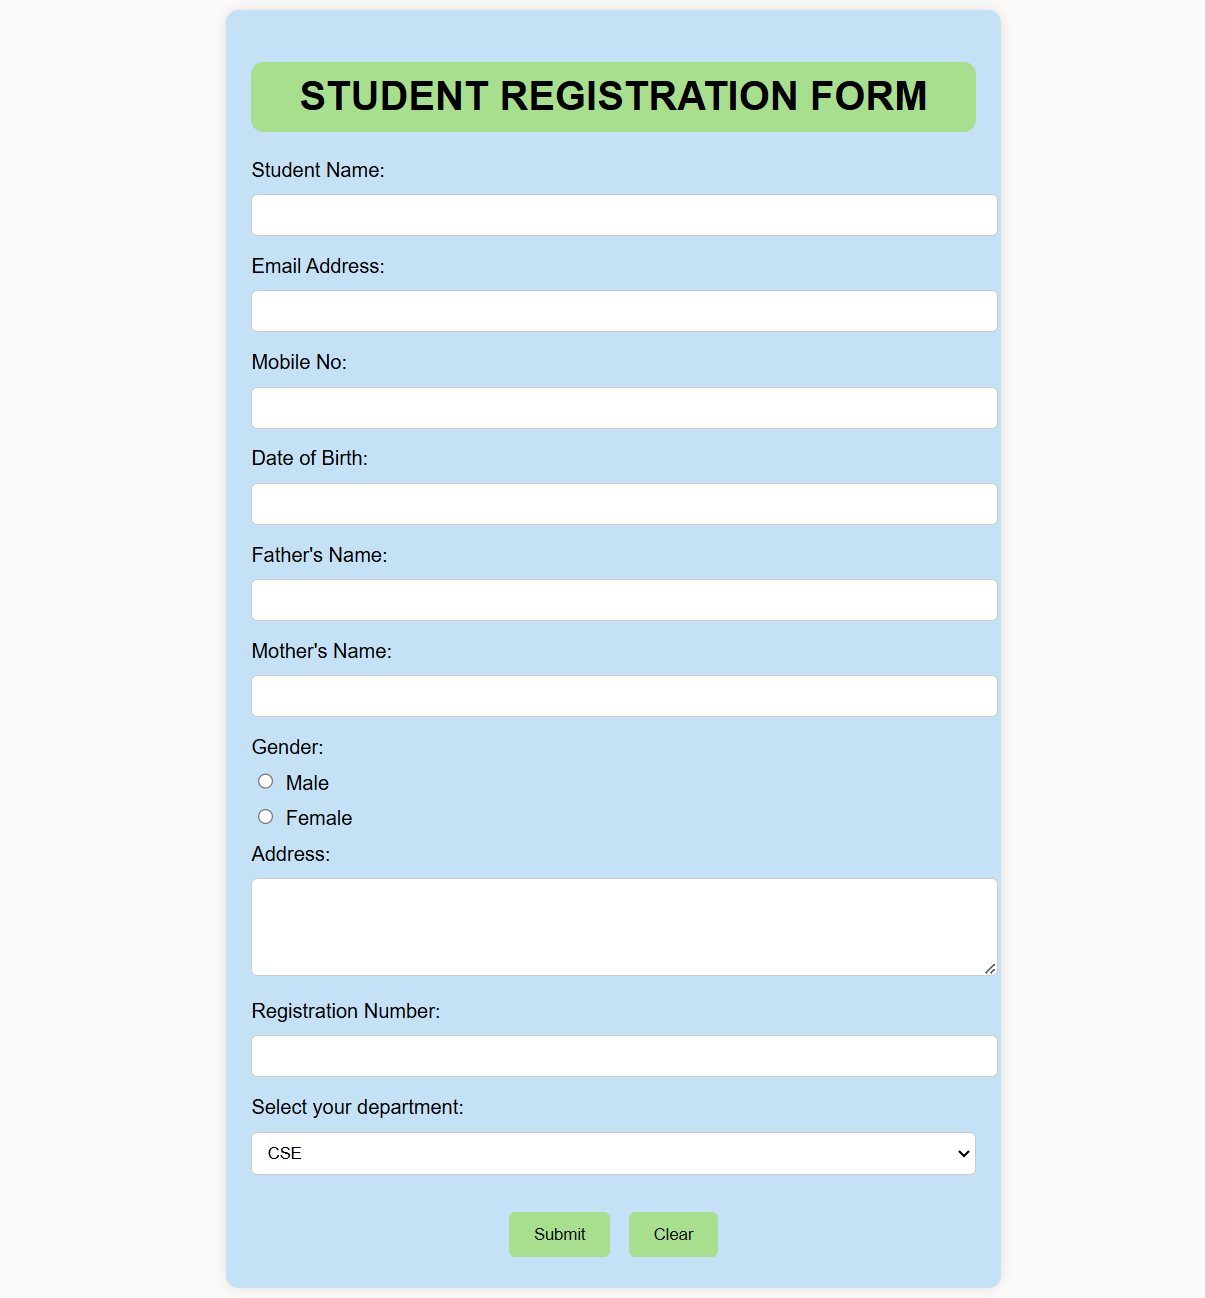 STUDENT REGISTRATION FORM
Student Name:
Email Address:
Mobile No:
Date of Birth:
Father's Name:
Mother's Name:
Gender:
Male
Female
Address:
Registration Number:
Select your department:
CSE
Submit Clear